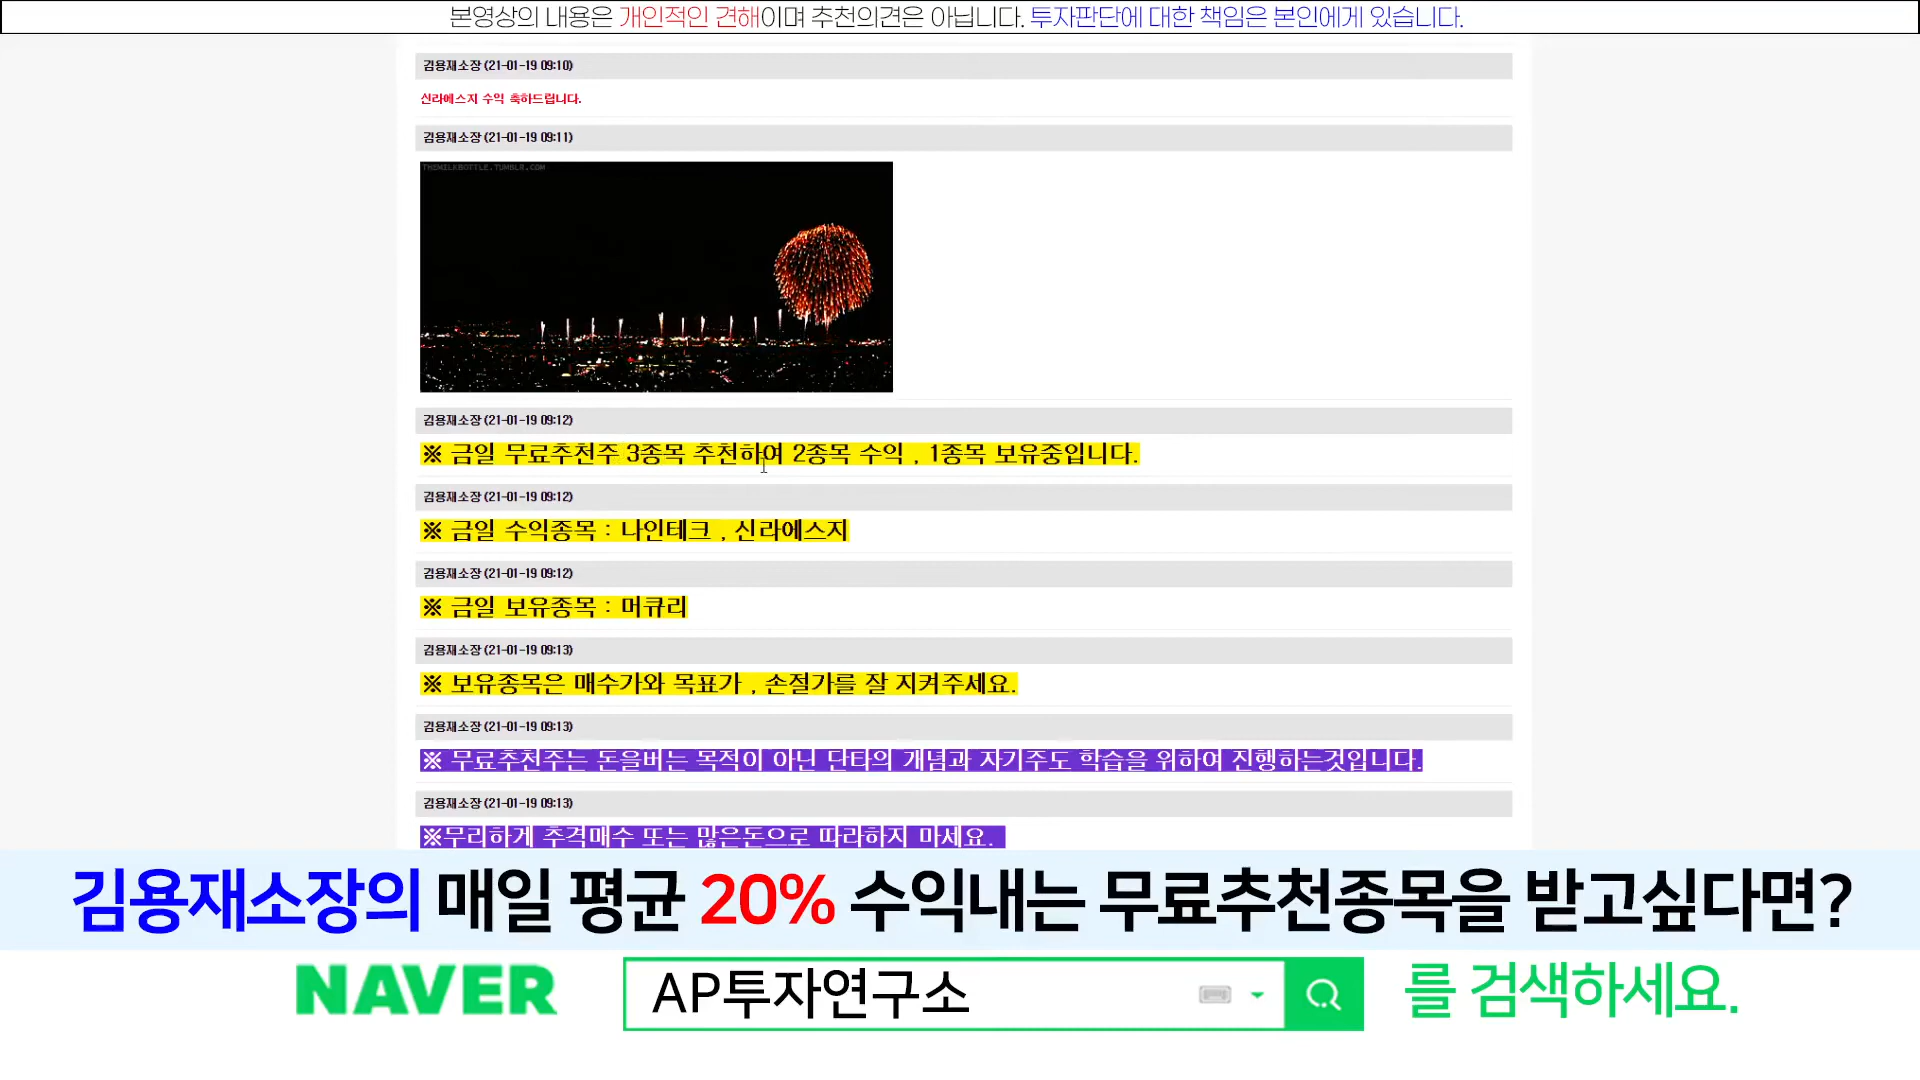 본영상의 내용은 개인적인 견해이며 추천의견은 아닙니다. 투자판단에 대한 책임은 본인에게 있습니다.
김용재소장 (21-01-19 09:10)
신라에스지 수익 축하드립니다.
김용재소장 (21-01-19 09:11)
THEMILKBOTTLE.TUMBLR.COM
김용재소장 (21-01-19 09:12)
※ 금일 무료추천주 3종목 추천하여 2종목 수익 , 1종목 보유중입니다.
김용재소장 (21-01-19 09:12)
※ 금일 수익종목 : 나인테크 , 신라에스지
김용재소장 (21-01-19 09:12)
※ 금일 보유종목 : 머큐리
김용재소장 (21-01-19 09:13)
※ 보유종목은 매수가와 목표가 , 손절가를 잘 지켜주세요.
김용재소장 (21-01-19 09:13)
※ 무료추천주는 돈을버는 목적이 아닌 단타의 개념과 자기주도 학습을 위하여 진행하는것입니다.
김용재소장 (21-01-19 09:13)
※무리하게 추격매수 또는 많은돈으로 따라하지 마세요.
김용재소장의 매일 평균 20% 수익내는 무료추천종목을 받고싶다면?
NAVER AP투자연구소 를 검색하세요.